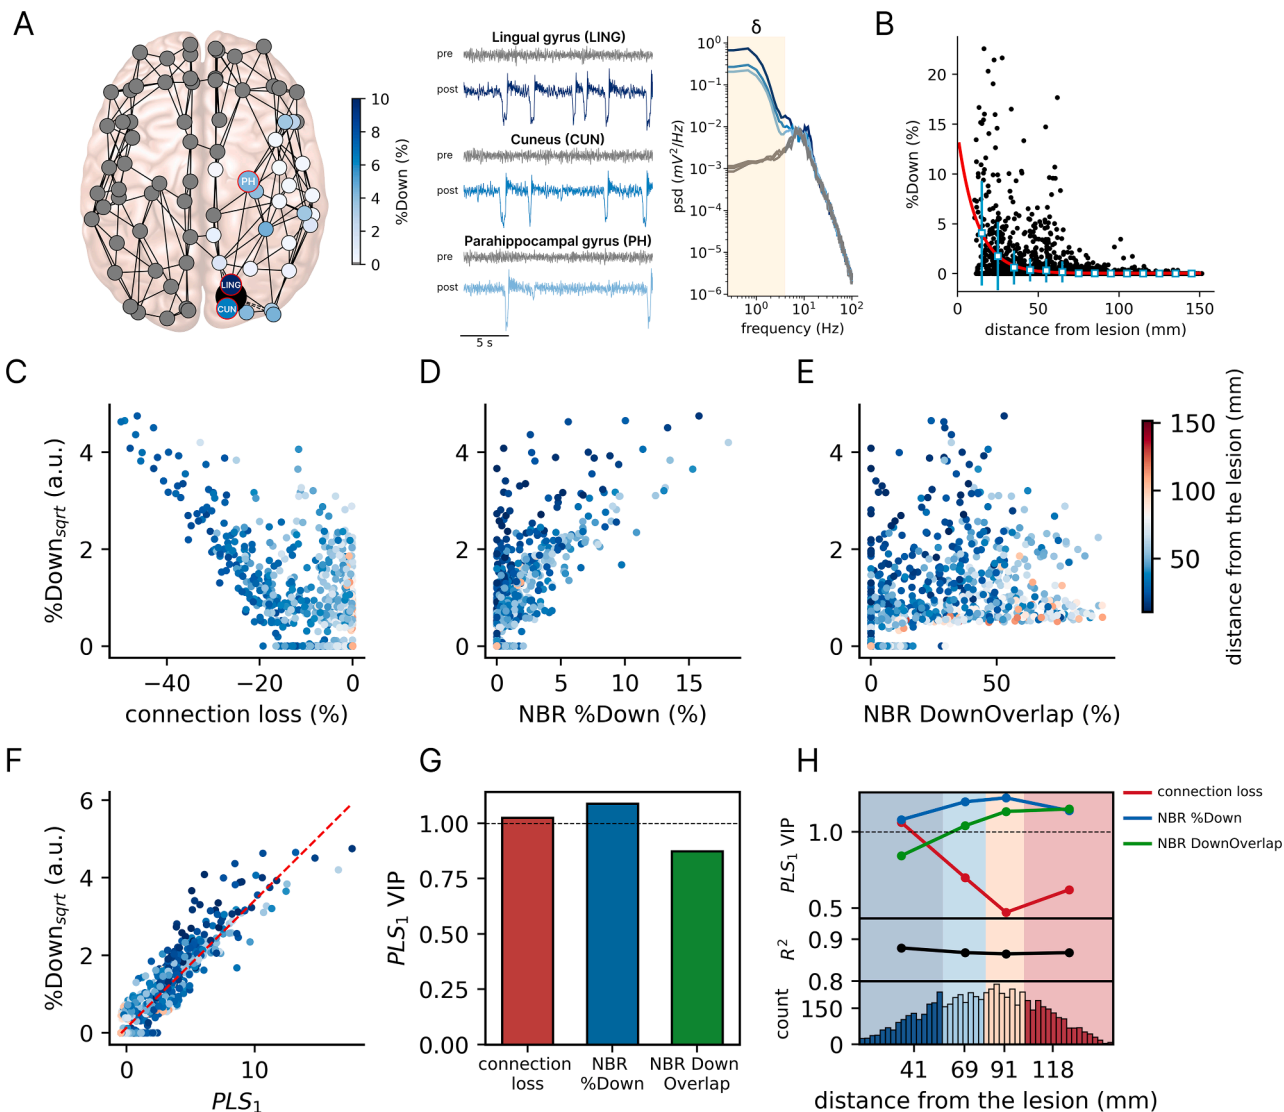 A
10
8
6
4
2
0
%Down (%)
PH
LING
CUN
Lingual gyrus (LING)
pre
post
Cuneus (CUN)
pre
post
Parahippocampal gyrus (PH)
pre
post
5 s
δ
10⁰
10⁻¹
10⁻²
10⁻³
10⁻⁴
10⁻⁵
10⁻⁶
psd (mV²/Hz)
10⁰ 10¹ 10²
frequency (Hz)
B
20
15
10
5
0
%Down (%)
0 50 100 150
distance from lesion (mm)
C
4
2
0
%Down_sqrt (a.u.)
−40 −20 0
connection loss (%)
D
4
2
0
0 5 10 15
NBR %Down (%)
E
4
2
0
0 50
NBR DownOverlap (%)
150
100
50
distance from the lesion (mm)
F
6
4
2
0
%Down_sqrt (a.u.)
0 10
PLS₁
G
1.00
0.75
0.50
0.25
0.00
PLS₁ VIP
connection loss
NBR %Down
NBR Down Overlap
H
1.0
0.5
PLS₁ VIP
0.9
0.8
R²
150
0
count
41 69 91 118
distance from the lesion (mm)
connection loss
NBR %Down
NBR DownOverlap